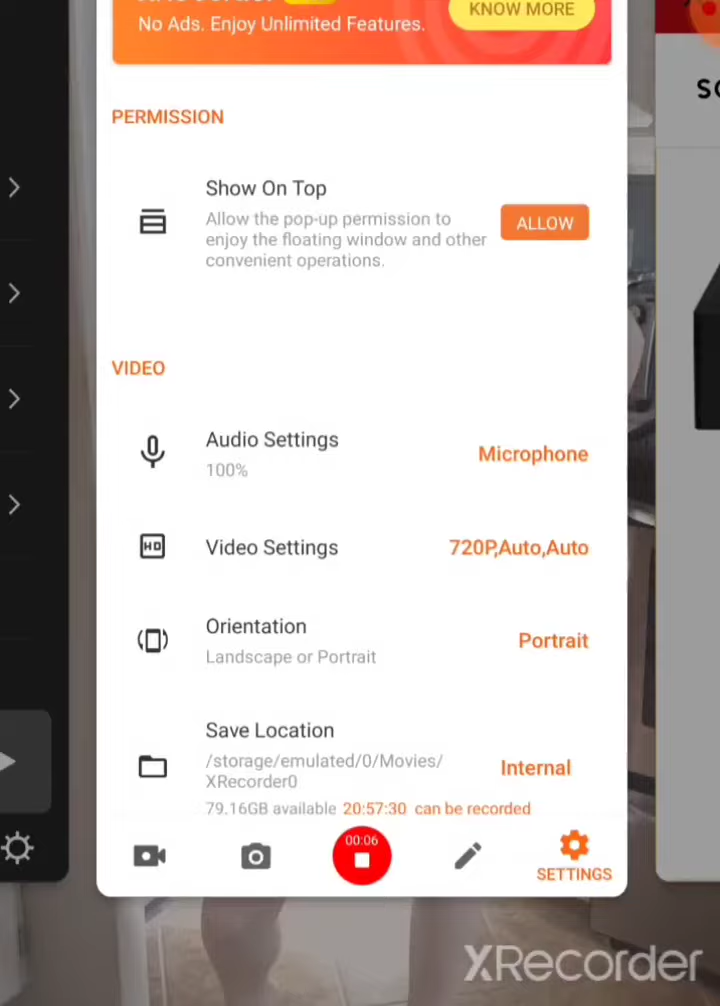 No Ads. Enjoy Unlimited Features.
KNOW MORE
PERMISSION
Show On Top
Allow the pop-up permission to
enjoy the floating window and other
convenient operations.
ALLOW
VIDEO
Audio Settings
100%
Microphone
HD
Video Settings
720P,Auto,Auto
Orientation
Landscape or Portrait
Portrait
Save Location
/storage/emulated/0/Movies/
XRecorder0
Internal
79.16GB available 20:57:30 can be recorded
00:06
SETTINGS
XRecorder